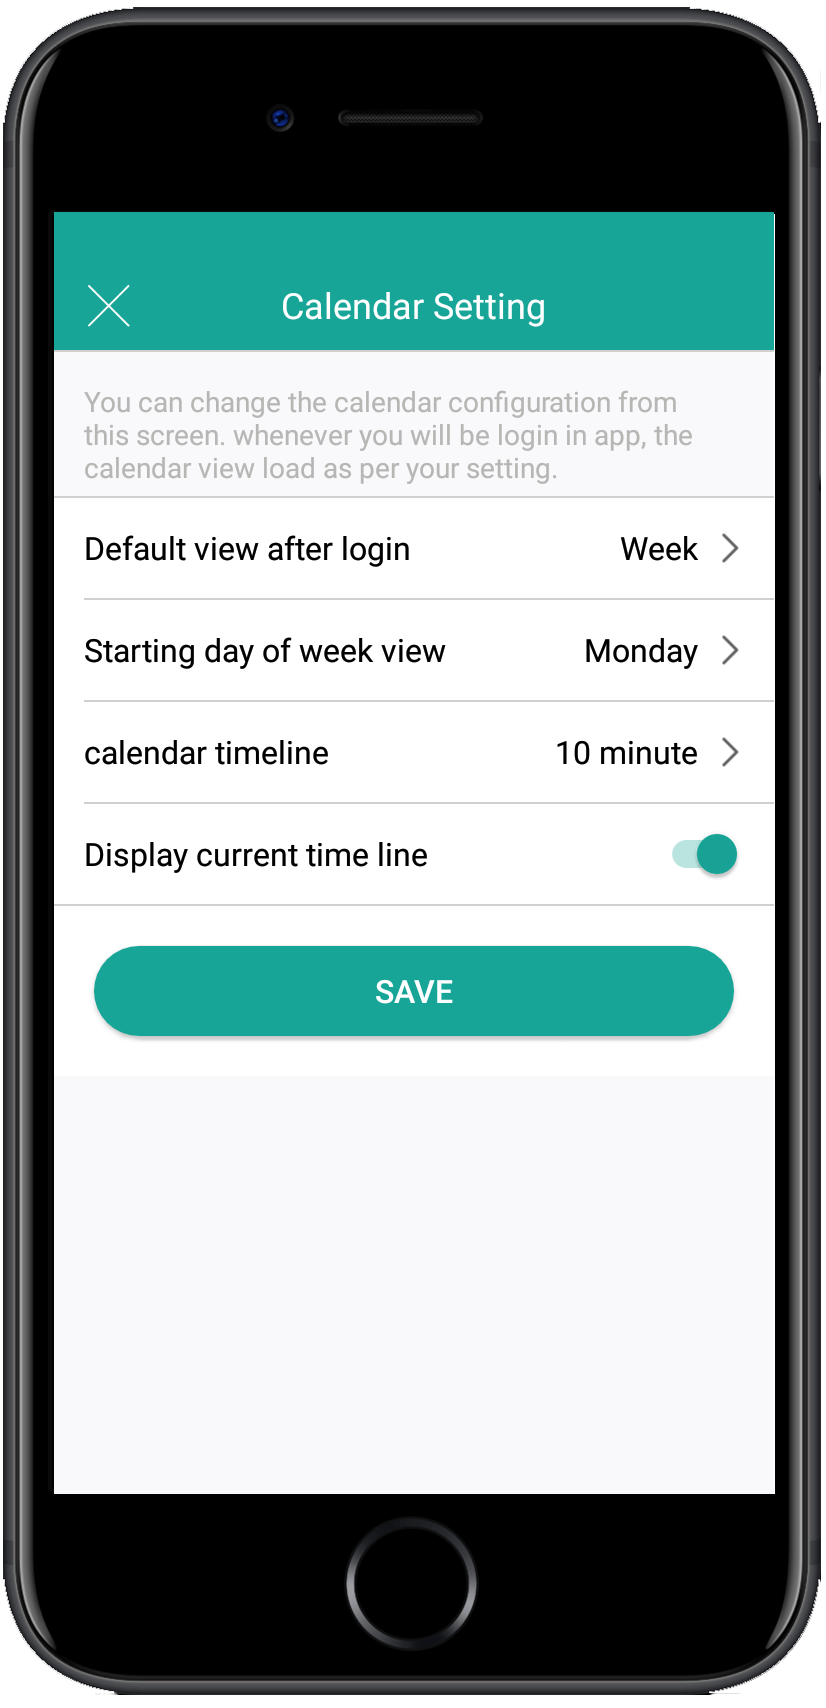 Calendar Setting
You can change the calendar configuration from
this screen. whenever you will be login in app, the
calendar view load as per your setting.
Default view after login Week
Starting day of week view Monday
calendar timeline 10 minute
Display current time line
SAVE